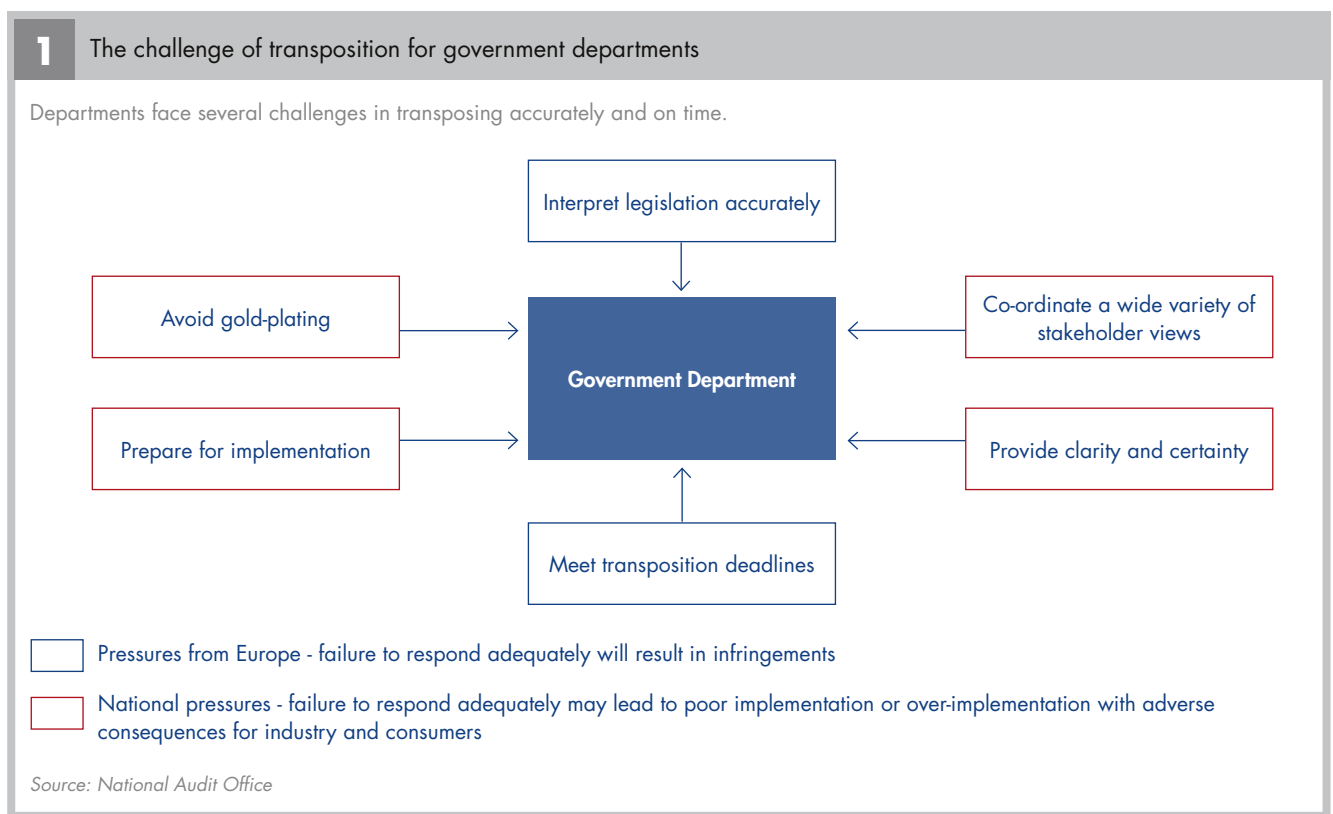 1
The challenge of transposition for government departments
Departments face several challenges in transposing accurately and on time.
Interpret legislation accurately
Avoid gold-plating
Co-ordinate a wide variety of
stakeholder views
Government Department
Prepare for implementation
Provide clarity and certainty
Meet transposition deadlines
Pressures from Europe - failure to respond adequately will result in infringements
National pressures - failure to respond adequately may lead to poor implementation or over-implementation with adverse
consequences for industry and consumers
Source: National Audit Office